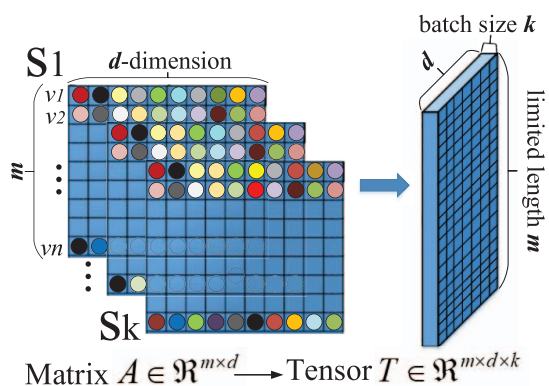 batch size k
S1
d-dimension
d
v1
v2
m
limited length m
vn
Sk
Matrix A ∈ ℜ^{m×d} → Tensor T ∈ ℜ^{m×d×k}